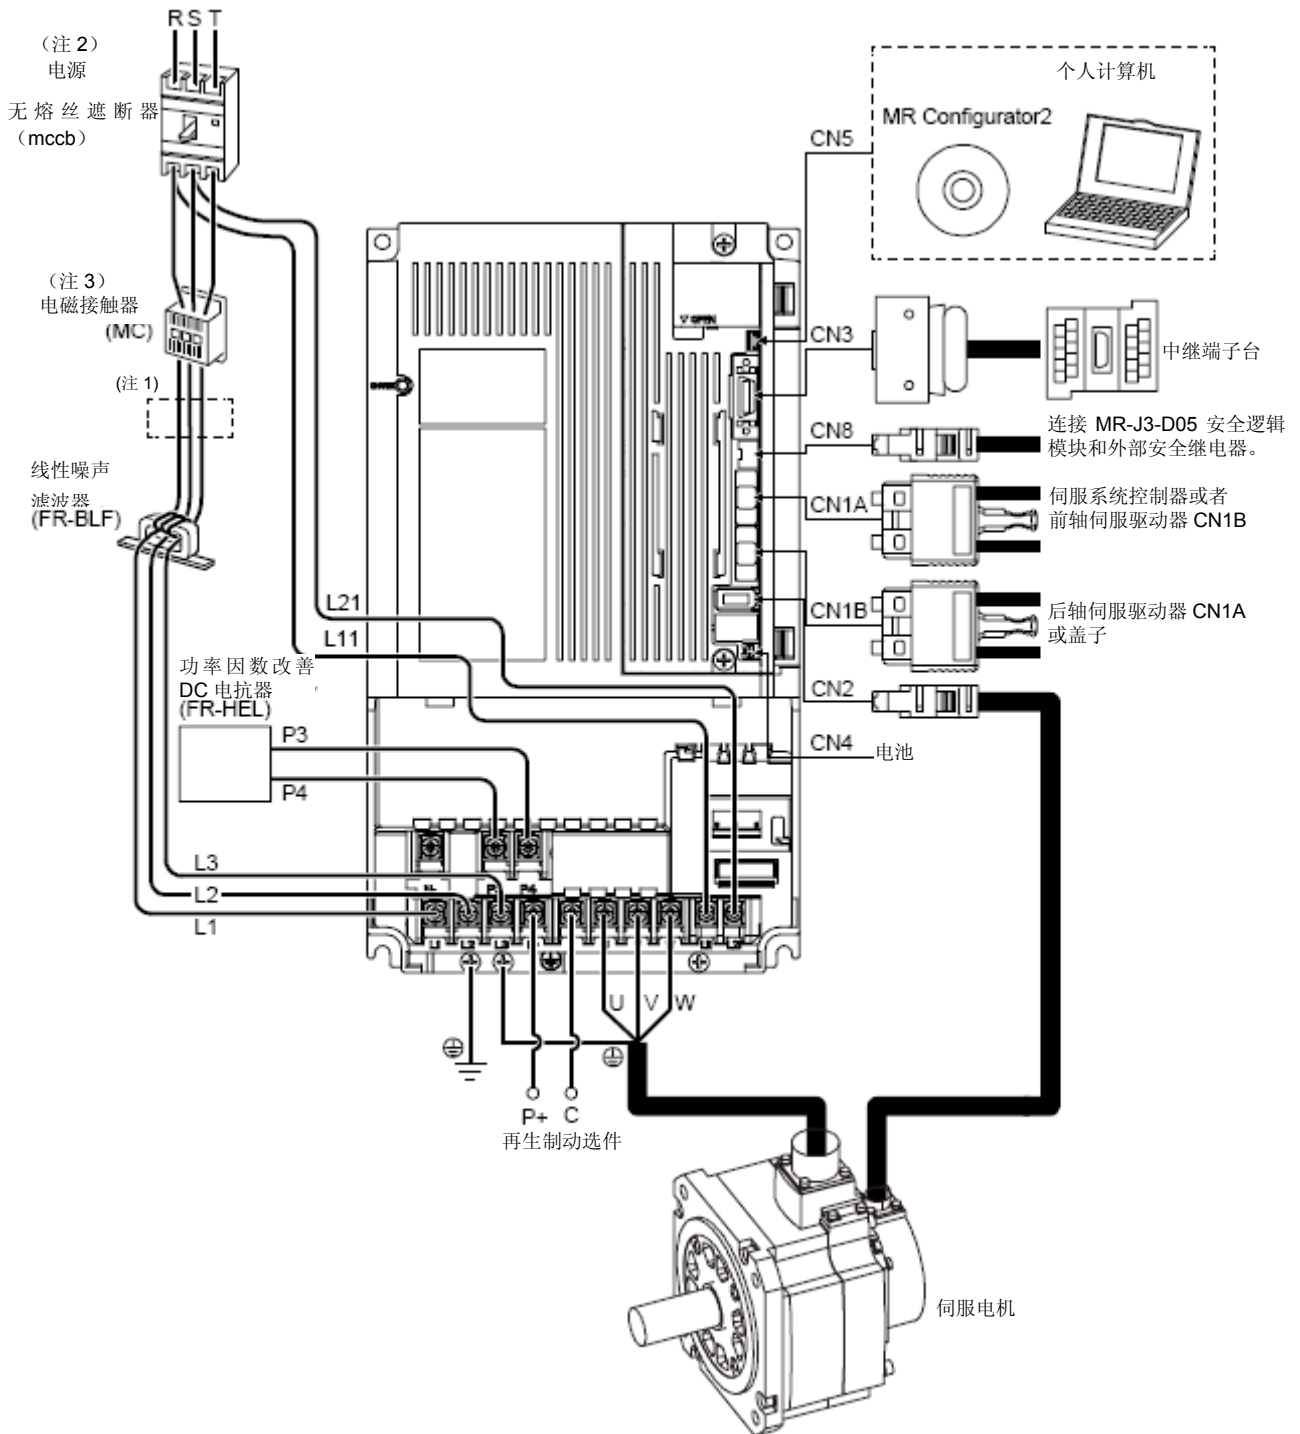 R S T
（注 2）
电源
无熔丝遮断器
（mccb）
（注 3）
电磁接触器
(MC)
(注 1)
线性噪声
滤波器
(FR-BLF)
L21
L11
功率因数改善
DC 电抗器
(FR-HEL)
P3
P4
L3
L2
L1
个人计算机
MR Configurator2
CN5
CN3
中继端子台
CN8
连接 MR-J3-D05 安全逻辑
模块和外部安全继电器。
CN1A
伺服系统控制器或者
前轴伺服驱动器 CN1B
CN1B
后轴伺服驱动器 CN1A
或盖子
CN2
CN4
电池
U
V
W
P+
C
再生制动选件
伺服电机